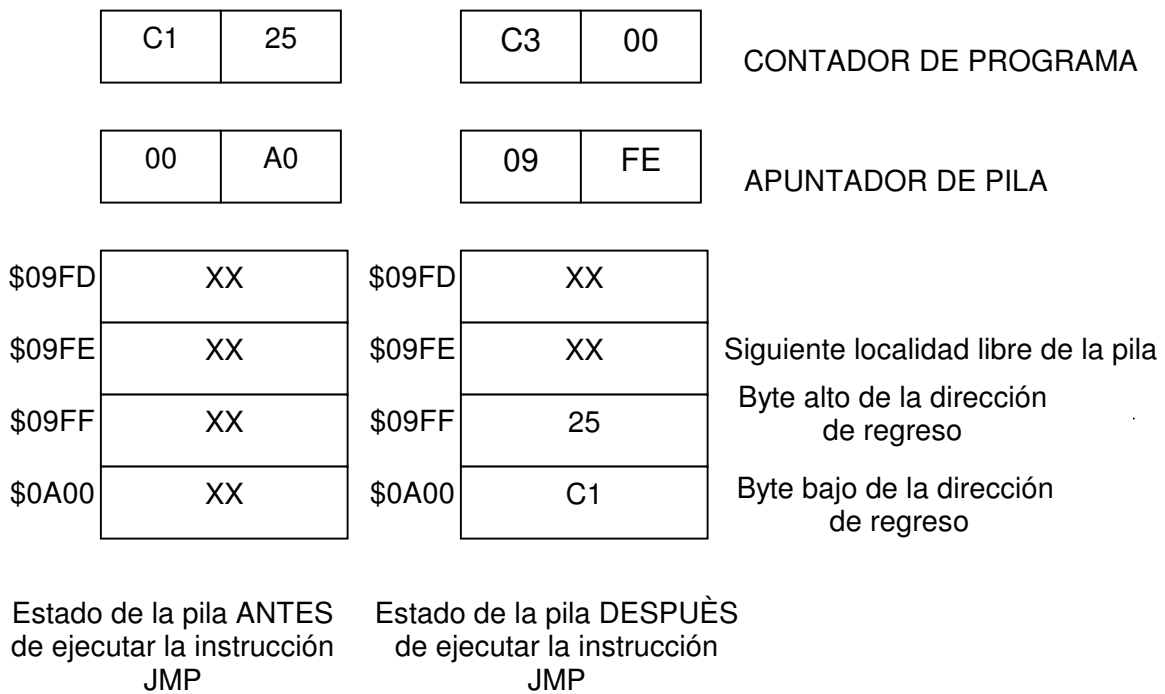 C1 25 C3 00 CONTADOR DE PROGRAMA
00 A0 09 FE APUNTADOR DE PILA
$09FD XX $09FD XX
$09FE XX $09FE XX Siguiente localidad libre de la pila
$09FF XX $09FF 25 Byte alto de la dirección
de regreso
$0A00 XX $0A00 C1 Byte bajo de la dirección
de regreso
Estado de la pila ANTES
de ejecutar la instrucción
JMP
Estado de la pila DESPUÈS
de ejecutar la instrucción
JMP